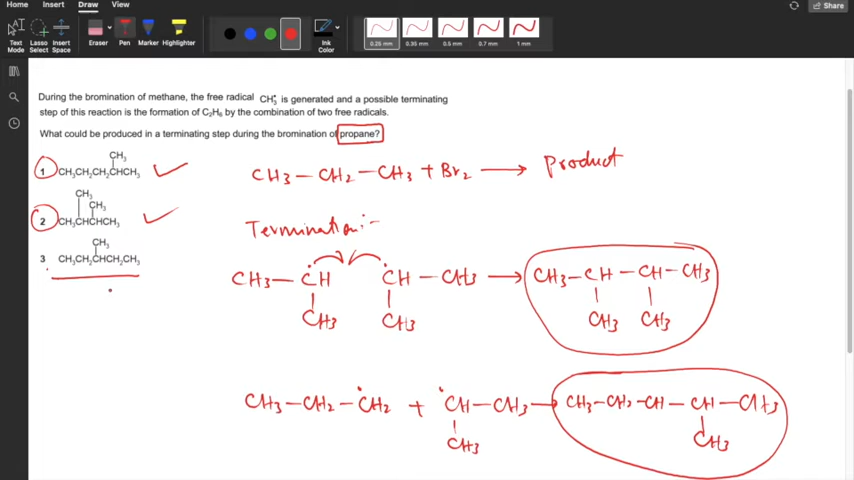 Home Insert Draw View Share
Text Mode Lasso Select Insert Space Eraser Pen Marker Highlighter Ink Color 0.25 mm 0.35 mm 0.5 mm 0.7 mm 1 mm
During the bromination of methane, the free radical CH₃• is generated and a possible terminating
step of this reaction is the formation of C₂H₆ by the combination of two free radicals.
What could be produced in a terminating step during the bromination of propane?
CH₃
1 CH₃CH₂CH₂CHCH₃
CH₃ – CH₂ – CH₃ + Br₂ → Product
CH₃
CH₃
2 CH₃CHCHCH₃
Termination:-
CH₃
3 CH₃CH₂CHCH₂CH₃
CH₃ – ĊH ĊH – CH₃ → CH₃ – CH – CH – CH₃
CH₃ CH₃ CH₃ CH₃
CH₃ – CH₂ – ĊH₂ + ĊH – CH₃ → CH₃ – CH₂ – CH – CH – CH₃
CH₃ CH₃